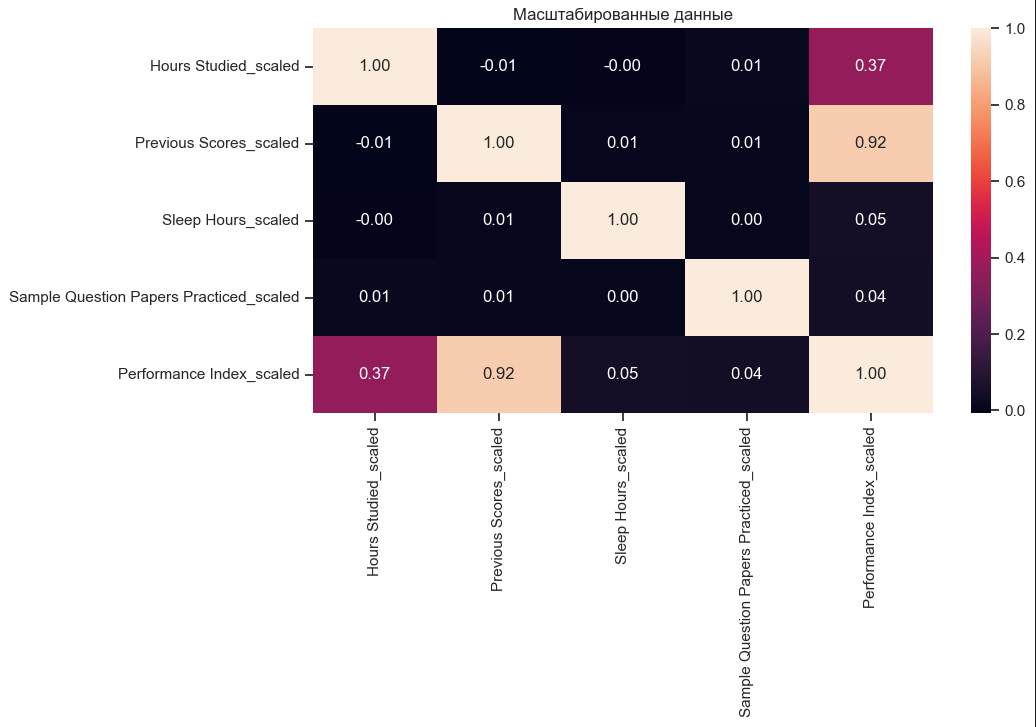 Масштабированные данные
Hours Studied_scaled
1.00 -0.01 -0.00 0.01 0.37
Previous Scores_scaled
-0.01 1.00 0.01 0.01 0.92
Sleep Hours_scaled
-0.00 0.01 1.00 0.00 0.05
Sample Question Papers Practiced_scaled
0.01 0.01 0.00 1.00 0.04
Performance Index_scaled
0.37 0.92 0.05 0.04 1.00
Hours Studied_scaled
Previous Scores_scaled
Sleep Hours_scaled
Sample Question Papers Practiced_scaled
Performance Index_scaled
1.0
0.8
0.6
0.4
0.2
0.0